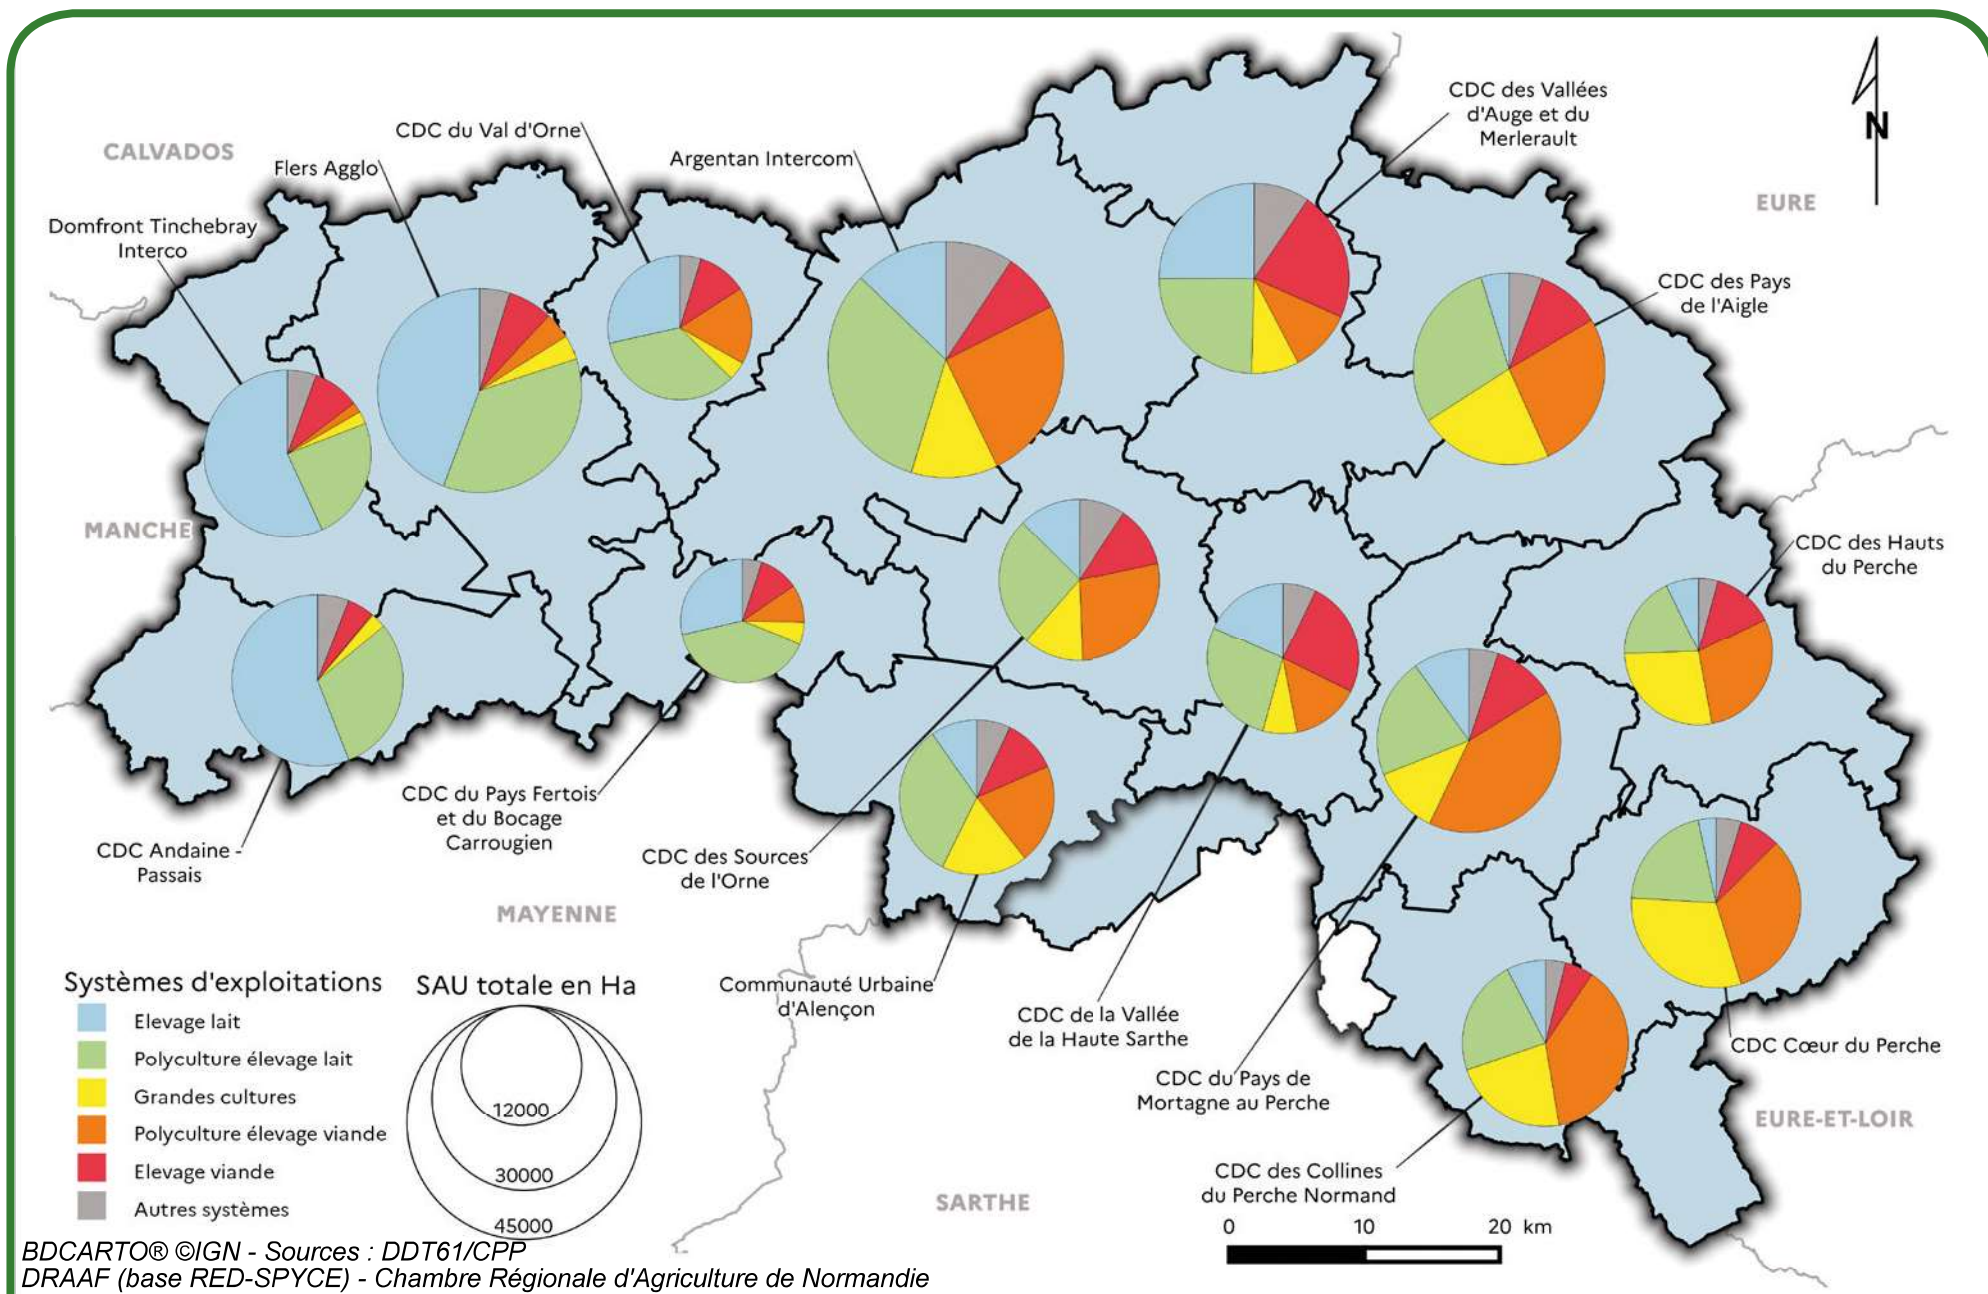 CDC des Vallées
d'Auge et du
Merlerault
N
CDC du Val d'Orne
CALVADOS
Flers Agglo
Argentan Intercom
EURE
Domfront Tinchebray
Interco
CDC des Pays
de l'Aigle
MANCHE
CDC des Hauts
du Perche
CDC du Pays Fertois
et du Bocage
Carrougien
CDC Andaine -
Passais
CDC des Sources
de l'Orne
MAYENNE
Communauté Urbaine
d'Alençon
CDC de la Vallée
de la Haute Sarthe
CDC Cœur du Perche
CDC du Pays de
Mortagne au Perche
EURE-ET-LOIR
CDC des Collines
du Perche Normand
SARTHE
Systèmes d'exploitations
Elevage lait
Polyculture élevage lait
Grandes cultures
Polyculture élevage viande
Elevage viande
Autres systèmes
SAU totale en Ha
12000
30000
45000
0 10 20 km
BDCARTO® ©IGN - Sources : DDT61/CPP
DRAAF (base RED-SPYCE) - Chambre Régionale d'Agriculture de Normandie